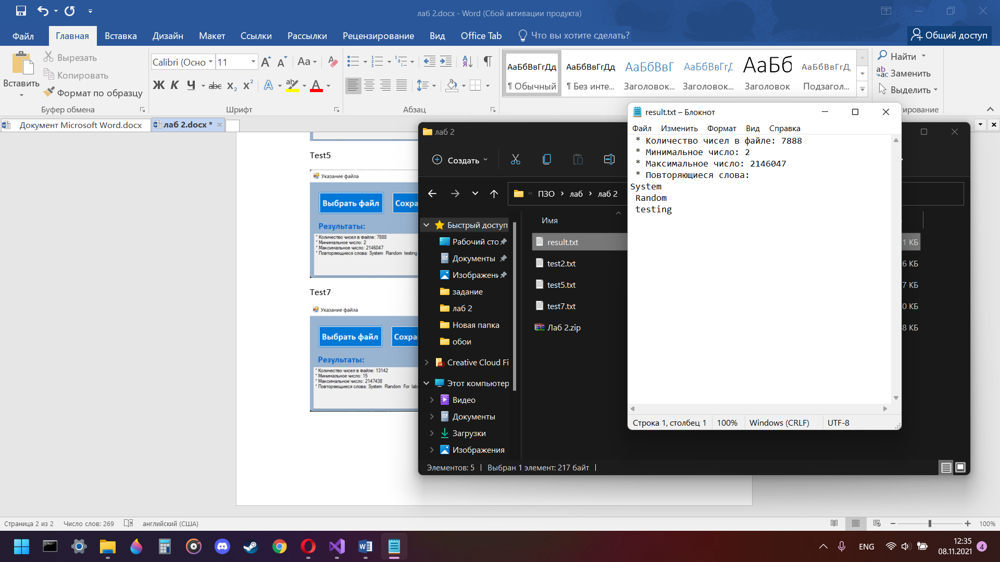 лаб 2.docx - Word (Сбой активации продукта)
Файл Главная Вставка Дизайн Макет Ссылки Рассылки Рецензирование Вид Office Tab Что вы хотите сделать? Общий доступ
Вставить
Вырезать
Копировать
Формат по образцу
Буфер обмена
Calibri (Осно 11
Ж К Ч abc X₂ X²
Шрифт
Абзац
АаБбВвГгДд АаБбВвГгДд АаБбВвГ АаБбВвГг АаБб АаБбВвГгД
¶ Обычный ¶ Без инте... Заголовок... Заголовок... Заголовок Подзагол...
Найти
Заменить
Выделить
Документ Microsoft Word.docx
лаб 2.docx *
Test5
Указание файла
Выбрать файл Сохра
Результаты:
* Количество чисел в файле: 7888
* Минимальное число: 2
* Максимальное число: 2146047
* Повторяющиеся слова: System Random testing
Test7
Указание файла
Выбрать файл Сохра
Результаты:
* Количество чисел в файле: 13142
* Минимальное число: 15
* Максимальное число: 2147438
* Повторяющиеся слова: System Random For lab
лаб 2
Создать
« ПЗО › лаб › лаб 2
Быстрый доступ
Рабочий сто
Документы
Изображени
задание
лаб 2
Новая папка
обои
Creative Cloud Fi
Этот компьютер
Видео
Документы
Загрузки
Изображения
Имя
result.txt 1 КБ
test2.txt 6 КБ
test5.txt 7 КБ
test7.txt 0 КБ
Лаб 2.zip 8 КБ
Элементов: 5 Выбран 1 элемент: 217 байт
result.txt – Блокнот
Файл Изменить Формат Вид Справка
* Количество чисел в файле: 7888
* Минимальное число: 2
* Максимальное число: 2146047
* Повторяющиеся слова:
System
Random
testing
Строка 1, столбец 1 100% Windows (CRLF) UTF-8
Страница 2 из 2 Число слов: 269 английский (США) 100%
ENG 12:35
08.11.2021 4